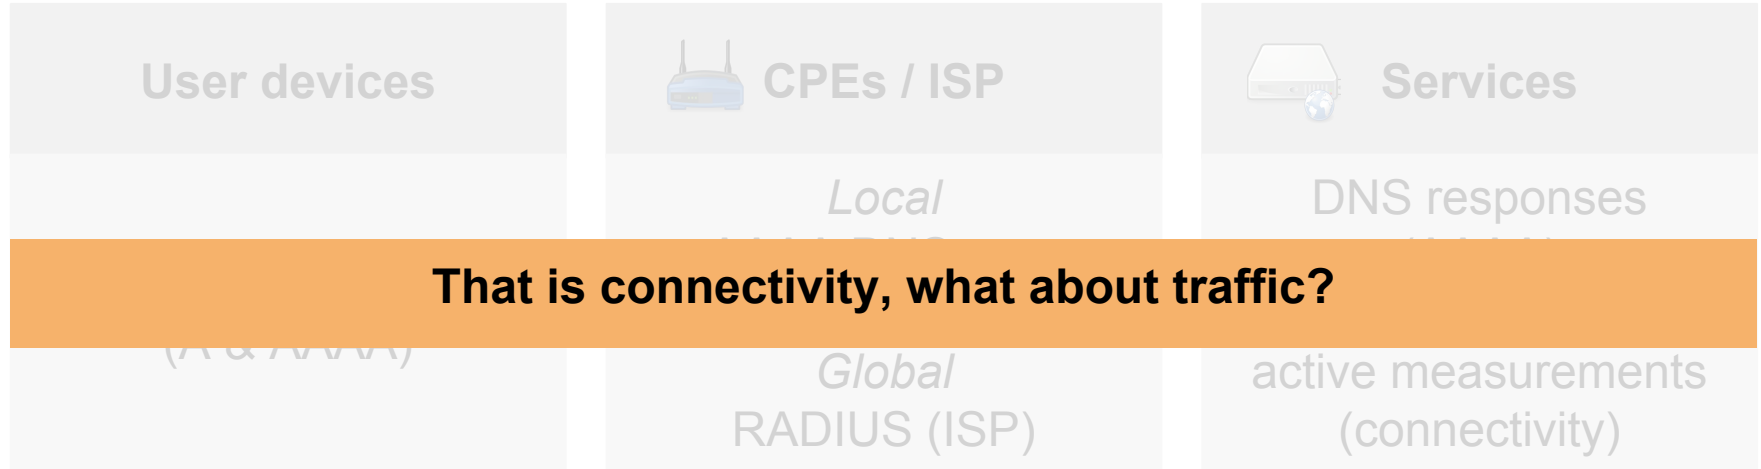 User devices
CPEs / ISP
Services
Local
DNS responses
That is connectivity, what about traffic?
(A & AAAA)
Global
RADIUS (ISP)
active measurements
(connectivity)